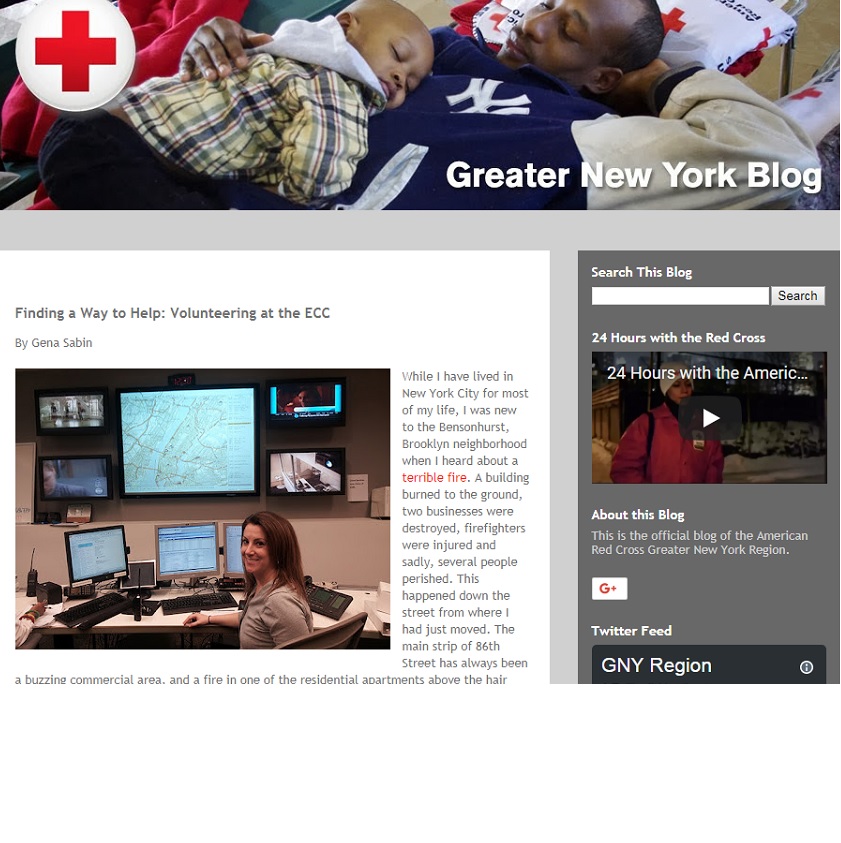 Greater New York Blog
Finding a Way to Help: Volunteering at the ECC
By Gena Sabin
While I have lived in
New York City for most
of my life, I was new
to the Bensonhurst,
Brooklyn neighborhood
when I heard about a
terrible fire. A building
burned to the ground,
two businesses were
destroyed, firefighters
were injured and
sadly, several people
perished. This
happened down the
street from where I
had just moved. The
main strip of 86th
Street has always been
a buzzing commercial area, and a fire in one of the residential apartments above the hair
Search This Blog
Search
24 Hours with the Red Cross
24 Hours with the Americ...
About this Blog
This is the official blog of the American
Red Cross Greater New York Region.
G+
Twitter Feed
GNY Region